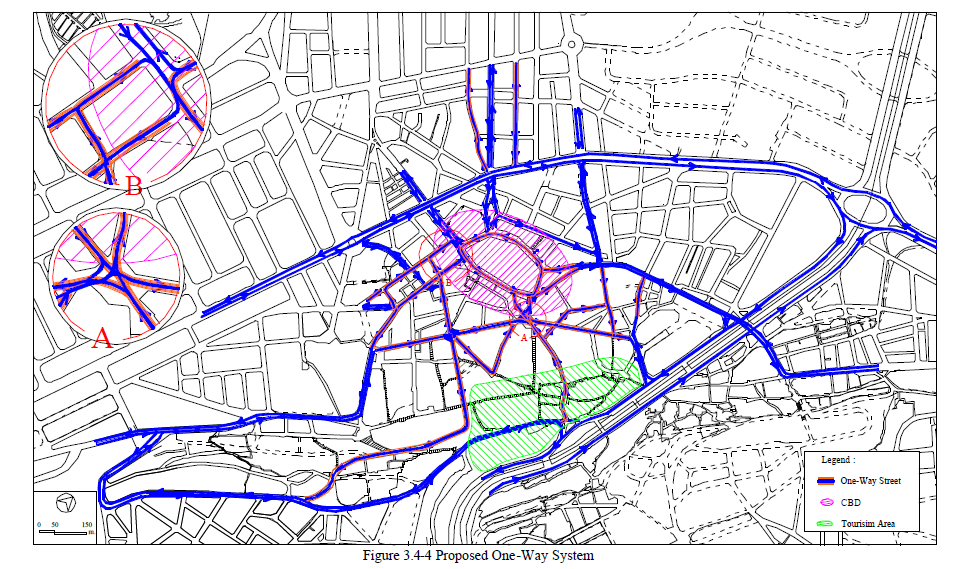 B
A
B
A
0 50 150
m.
Legend :
One-Way Street
CBD
Tourisim Area
Figure 3.4-4 Proposed One-Way System